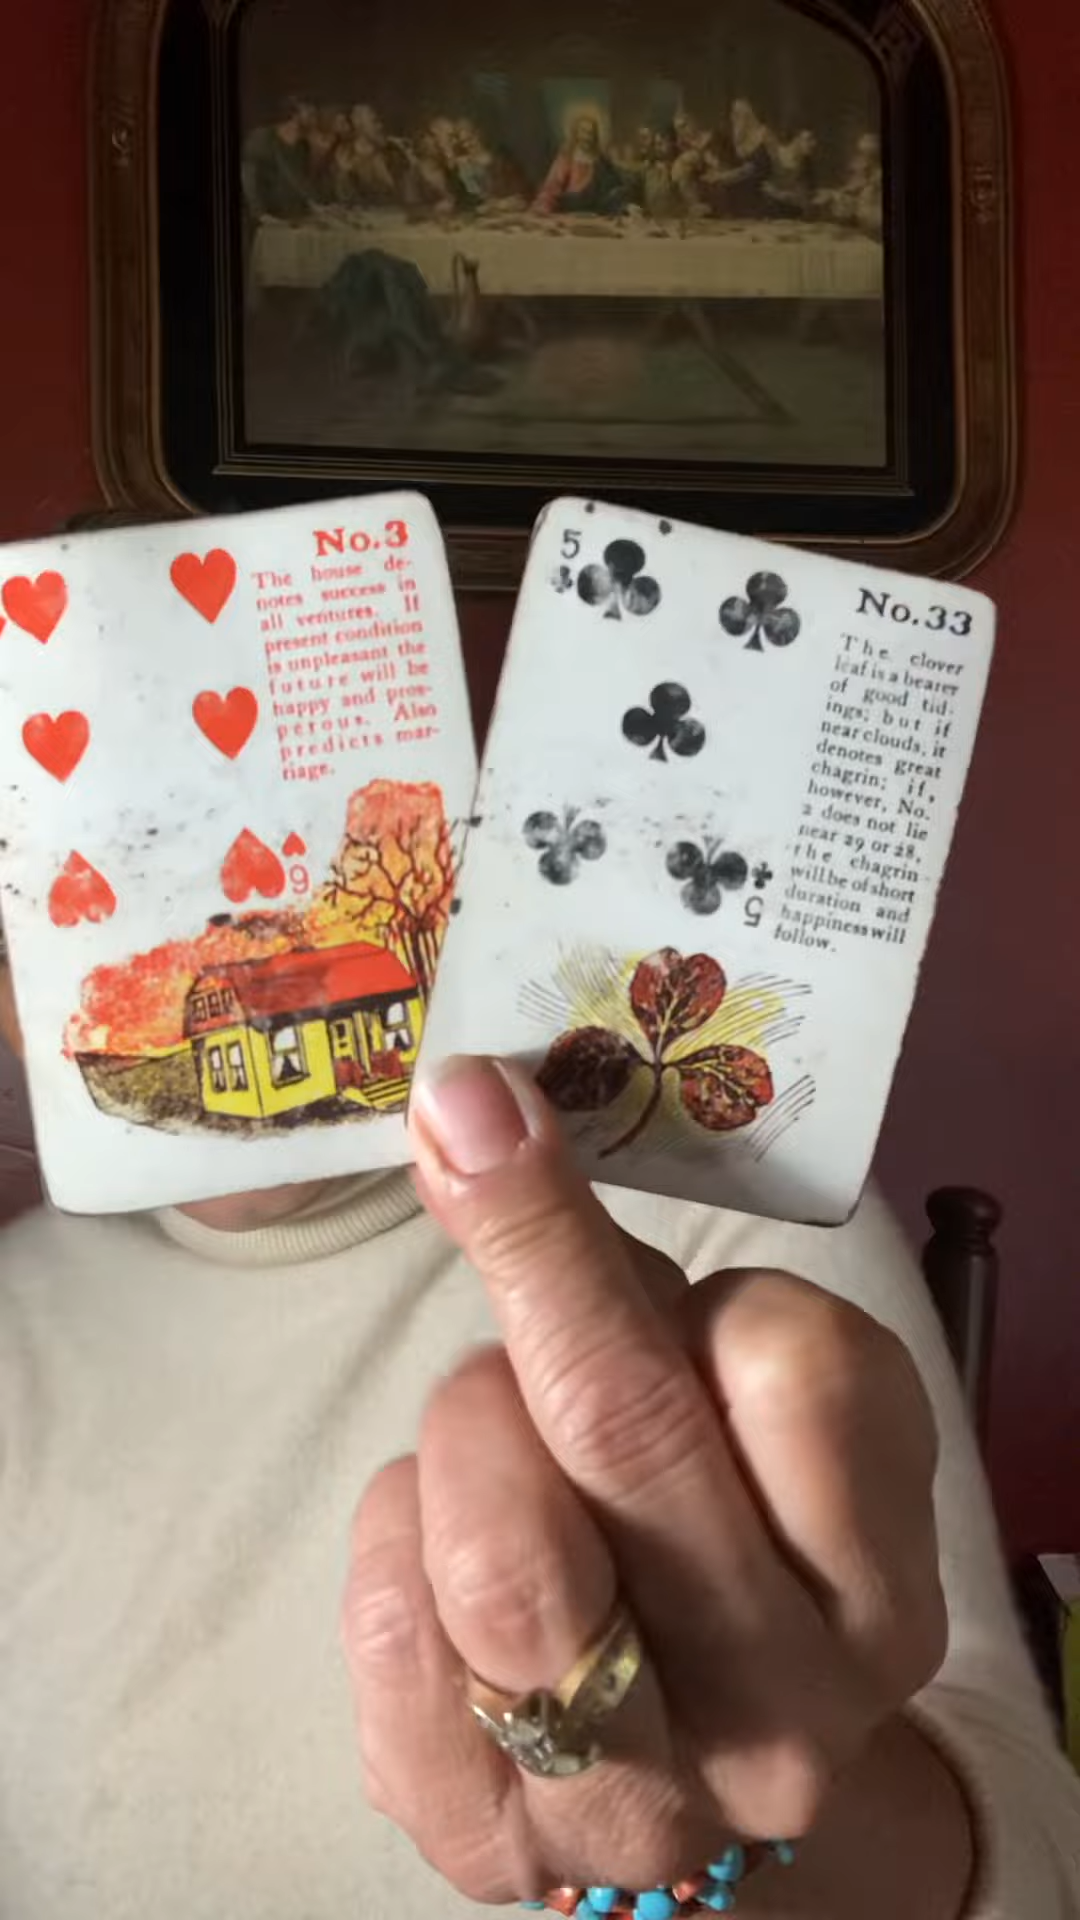 No.3
The house de-
notes success in
all ventures. If
present condition
is unpleasant the
future will be
happy and pros-
perous. Also
predicts mar-
riage.
6
5
No.33
The clover
leaf is a bearer
of good tid-
ings; but if
near clouds, it
denotes great
chagrin; if,
however, No.
2 does not lie
near 29 or 28,
the chagrin
will be of short
duration and
happiness will
follow.
5